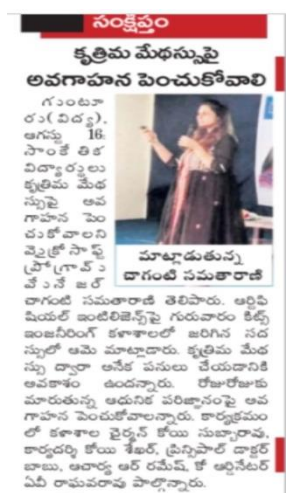 సంక్షిప్తం
కృత్రిమ మేథస్సుపై
అవగాహన పెంచుకోవాలి
గుంటూ
రు(విద్య),
ఆగస్టు 16:
సాంకేతిక
విద్యార్థులు
కృత్రిమ మేథ
స్సుపై అవ
గాహన పెం
చుకోవాలని
మైక్రోసాఫ్ట్
ప్రోగ్రామ్
మేనేజర్
మాట్లాడుతున్న
చాగంటి సమతారాణి
చాగంటి సమతారాణి తెలిపారు. ఆర్టిఫి
షియల్ ఇంటిలిజెన్స్‌పై గురువారం కిట్స్
ఇంజనీరింగ్ కళాశాలలో జరిగిన సద
స్సులో ఆమె మాట్లాడారు. కృత్రిమ మేథ
స్సు ద్వారా అనేక పనులు చేయడానికి
అవకాశం ఉందన్నారు. రోజురోజుకు
మారుతున్న ఆధునిక పరిజ్ఞానంపై అవ
గాహన పెంచుకోవాలన్నారు. కార్యక్రమం
లో కళాశాల చైర్మన్ కోయి సుబ్బారావు,
కార్యదర్శి కోయి శేఖర్, ప్రిన్సిపాల్ డాక్టర్
బాబు, ఆచార్య ఆర్ రమేష్, కో ఆర్డినేటర్
ఏవీ రాఘవరావు పాల్గొన్నారు.